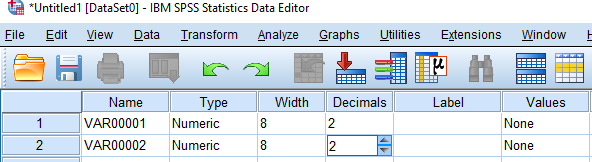 *Untitled1 [DataSet0] - IBM SPSS Statistics Data Editor
File Edit View Data Transform Analyze Graphs Utilities Extensions Window
μ
Name Type Width Decimals Label Values
1 VAR00001 Numeric 8 2 None
2 VAR00002 Numeric 8 2 None